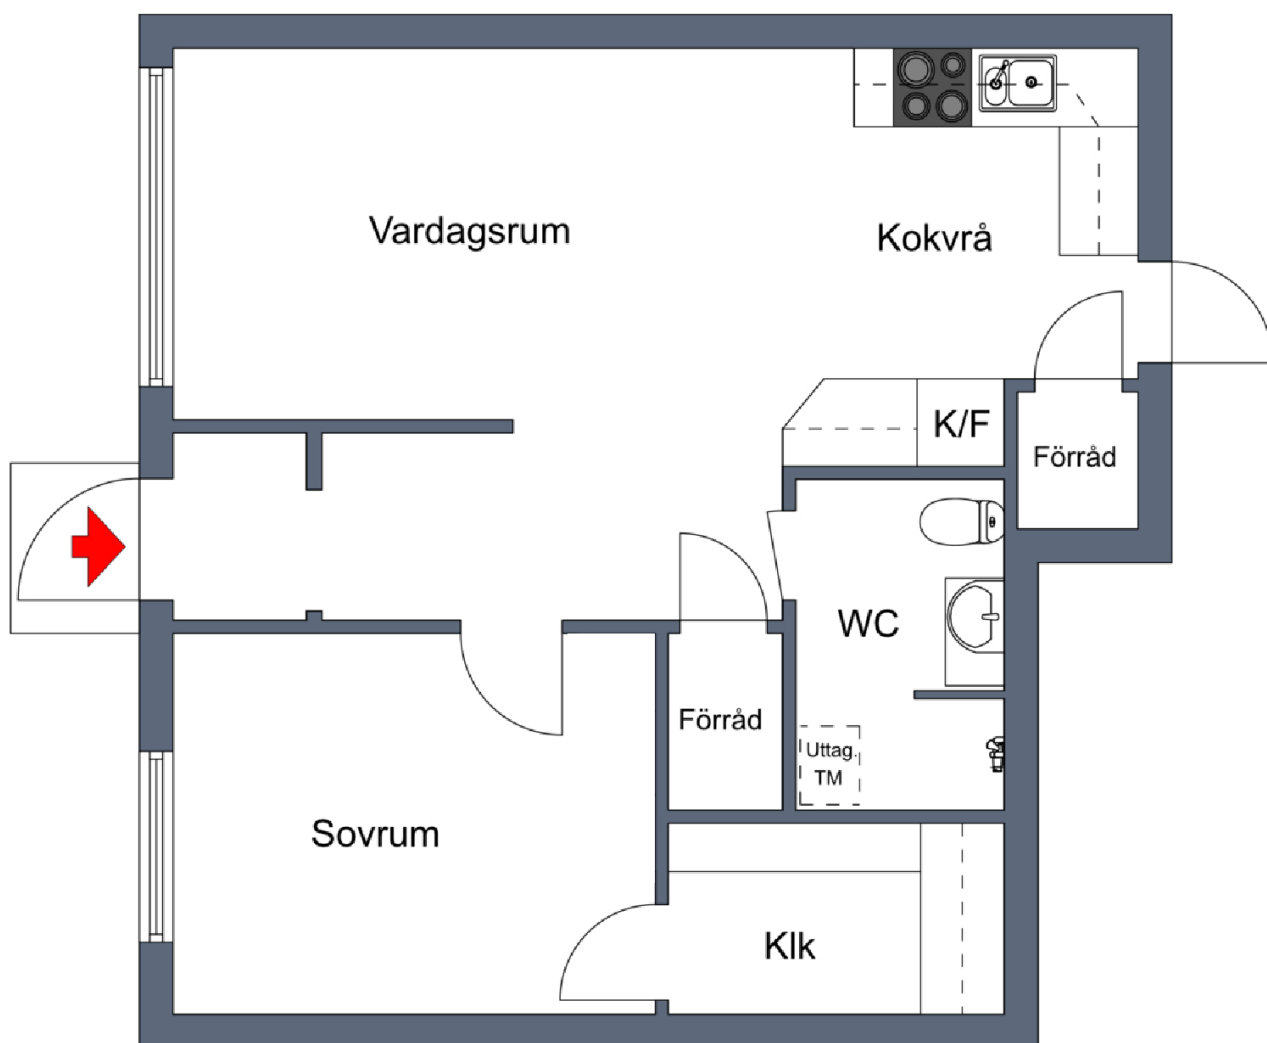 Vardagsrum
Kokvrå
K/F
Förråd
WC
Förråd
Uttag.
TM
Sovrum
Klk